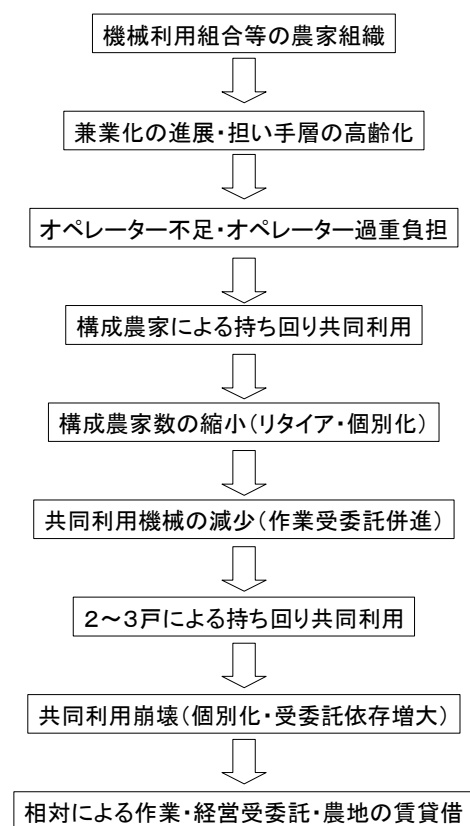 機械利用組合等の農家組織
兼業化の進展・担い手層の高齢化
オペレーター不足・オペレーター過重負担
構成農家による持ち回り共同利用
構成農家数の縮小(リタイア・個別化)
共同利用機械の減少(作業受委託併進)
2~3戸による持ち回り共同利用
共同利用崩壊(個別化・受委託依存増大)
相対による作業・経営受委託・農地の賃貸借